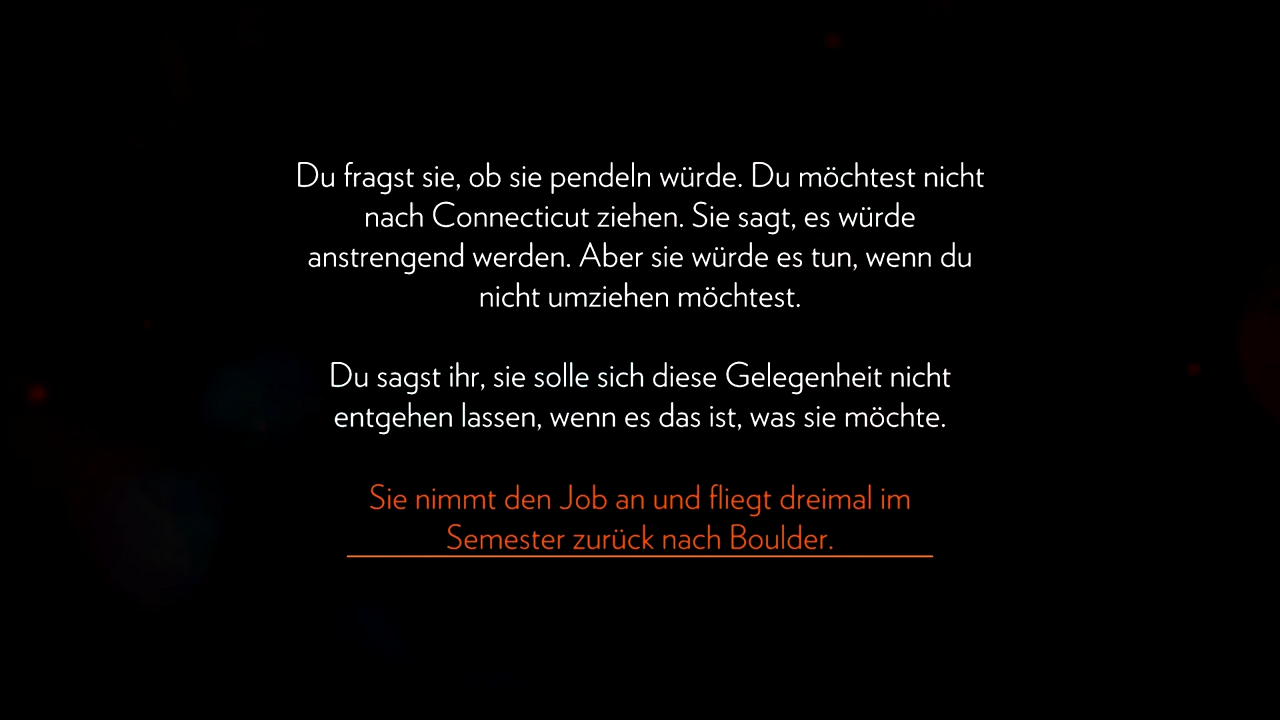 Du fragst sie, ob sie pendeln würde. Du möchtest nicht
nach Connecticut ziehen. Sie sagt, es würde
anstrengend werden. Aber sie würde es tun, wenn du
nicht umziehen möchtest.
Du sagst ihr, sie solle sich diese Gelegenheit nicht
entgehen lassen, wenn es das ist, was sie möchte.
Sie nimmt den Job an und fliegt dreimal im
Semester zurück nach Boulder.